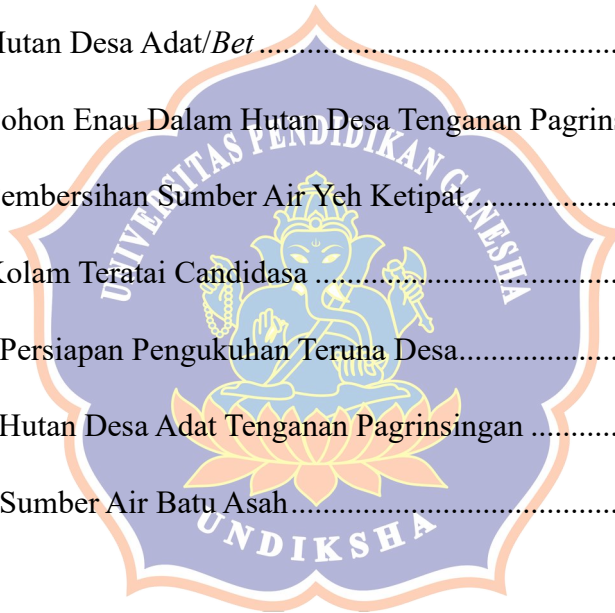 Hutan Desa Adat/Bet ................................................
ohon Enau Dalam Hutan Desa Tenganan Pagrins
embersihan Sumber Air Yeh Ketipat...................
Kolam Teratai Candidasa ......................................
Persiapan Pengukuhan Teruna Desa....................
Hutan Desa Adat Tenganan Pagrinsingan ...........
Sumber Air Batu Asah..........................................
UNIVERSITAS PENDIDIKAN GANESHA
UNDIKSHA